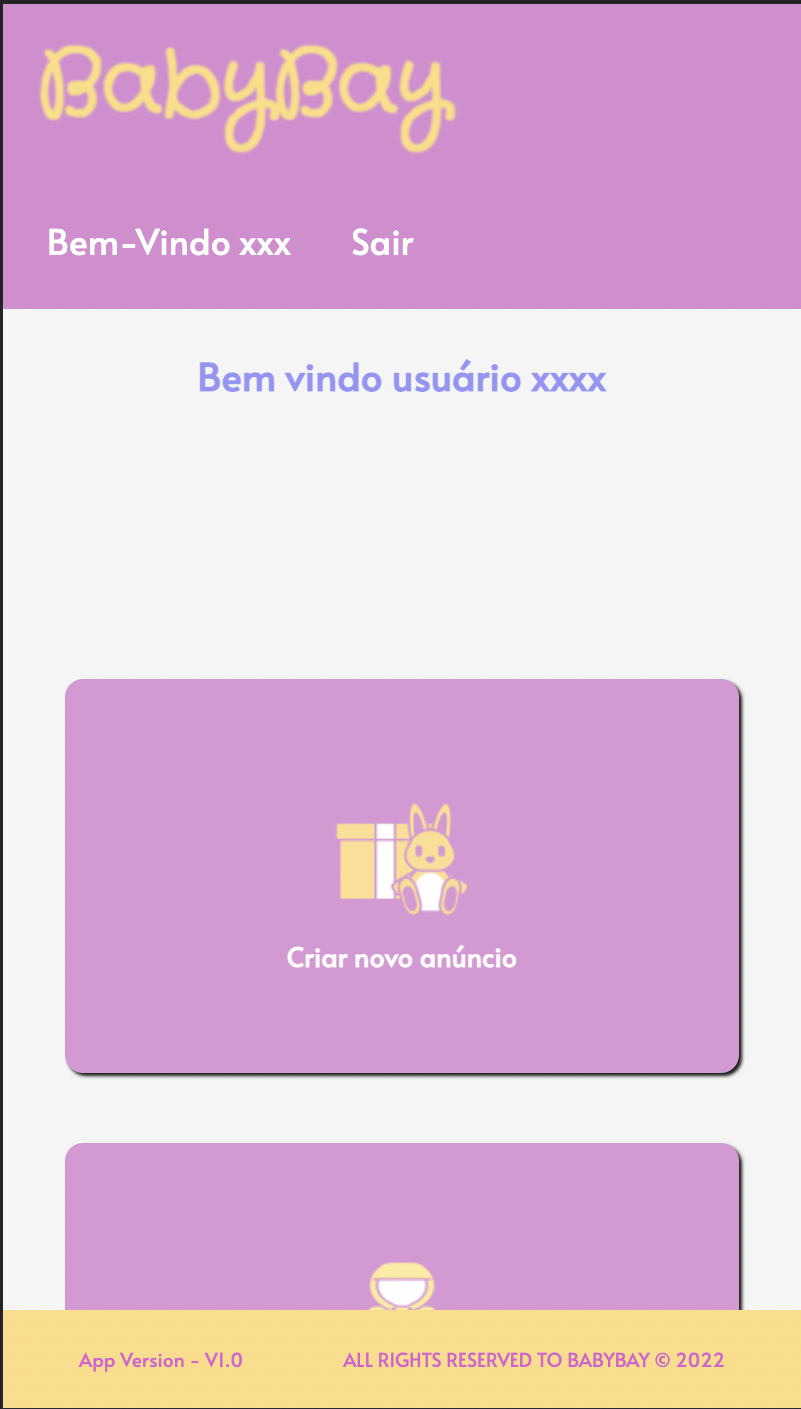 BabyBay
Bem-Vindo xxx Sair
Bem vindo usuário xxxx
Criar novo anúncio
App Version - V1.0 ALL RIGHTS RESERVED TO BABYBAY © 2022